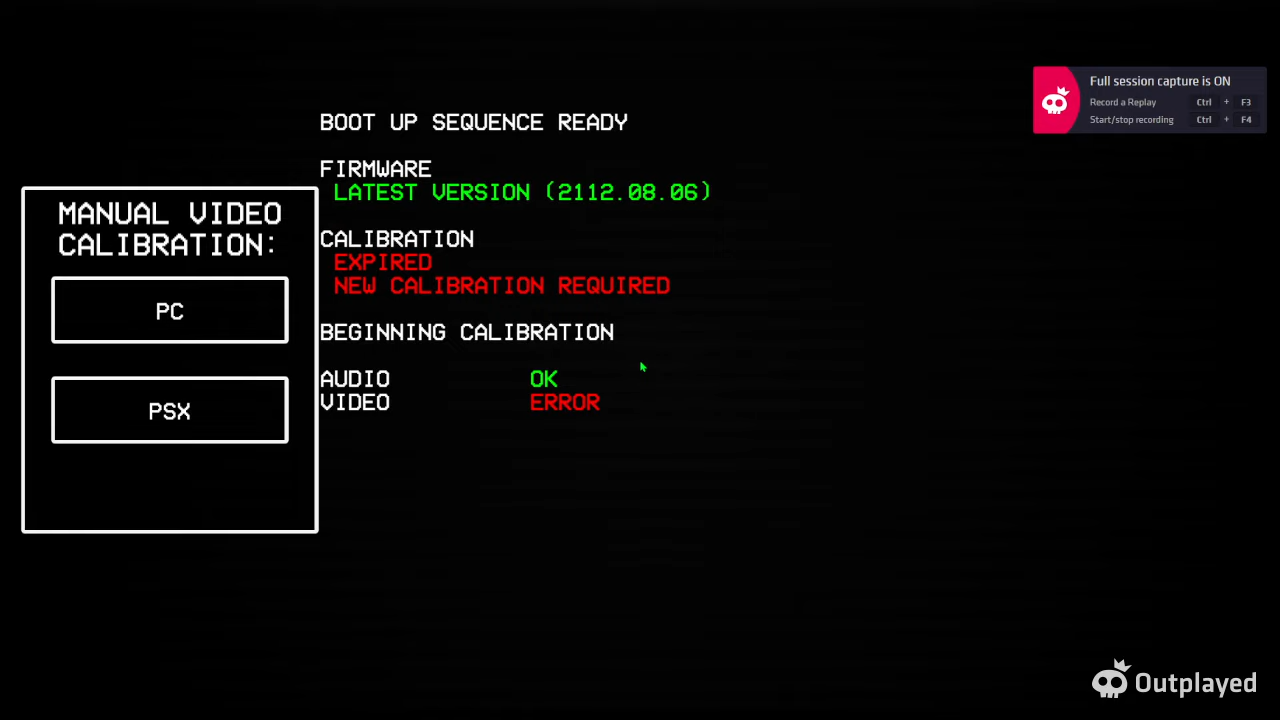 Full session capture is ON
Record a Replay Ctrl + F3
Start/stop recording Ctrl + F4
BOOT UP SEQUENCE READY
FIRMWARE
LATEST VERSION (2112.08.06)
MANUAL VIDEO
CALIBRATION:
PC
PSX
CALIBRATION
EXPIRED
NEW CALIBRATION REQUIRED
BEGINNING CALIBRATION
AUDIO OK
VIDEO ERROR
Outplayed